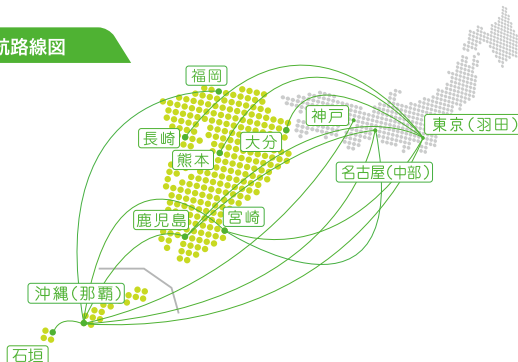 航路線図
福岡
神戸
東京(羽田)
長崎
大分
熊本
名古屋(中部)
鹿児島
宮崎
沖縄(那覇)
石垣